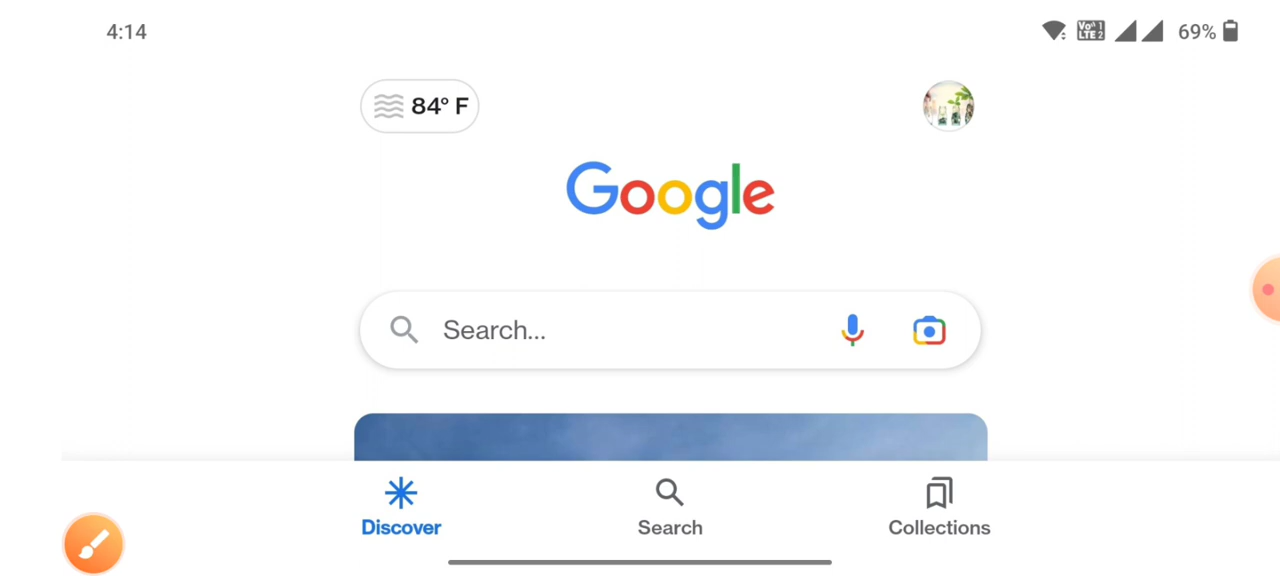 4:14
Vo 1
LTE 2
69%
84° F
Google
Search...
Discover
Search
Collections